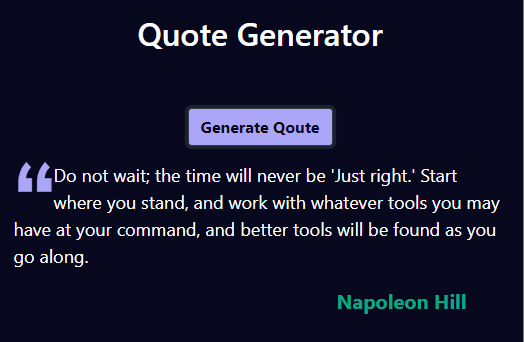 Quote Generator
Generate Qoute
“Do not wait; the time will never be 'Just right.' Start
where you stand, and work with whatever tools you may
have at your command, and better tools will be found as you
go along.
Napoleon Hill